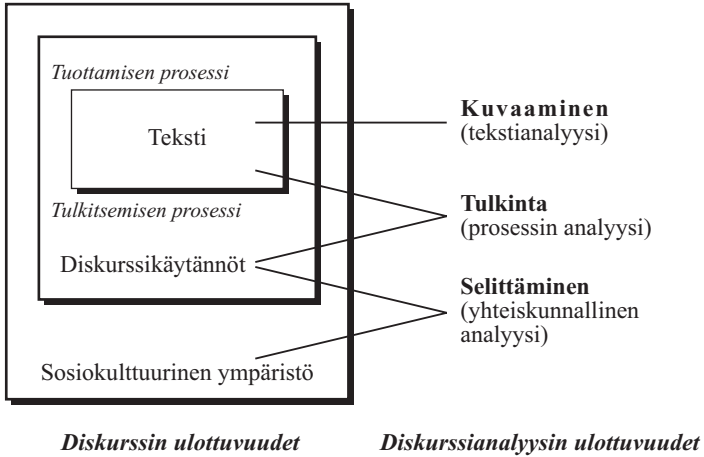 Tuottamisen prosessi
Teksti
Tulkitsemisen prosessi
Diskurssikäytännöt
Sosiokulttuurinen ympäristö
Kuvaaminen
(tekstianalyysi)
Tulkinta
(prosessin analyysi)
Selittäminen
(yhteiskunnallinen
analyysi)
Diskurssin ulottuvuudet
Diskurssianalyysin ulottuvuudet